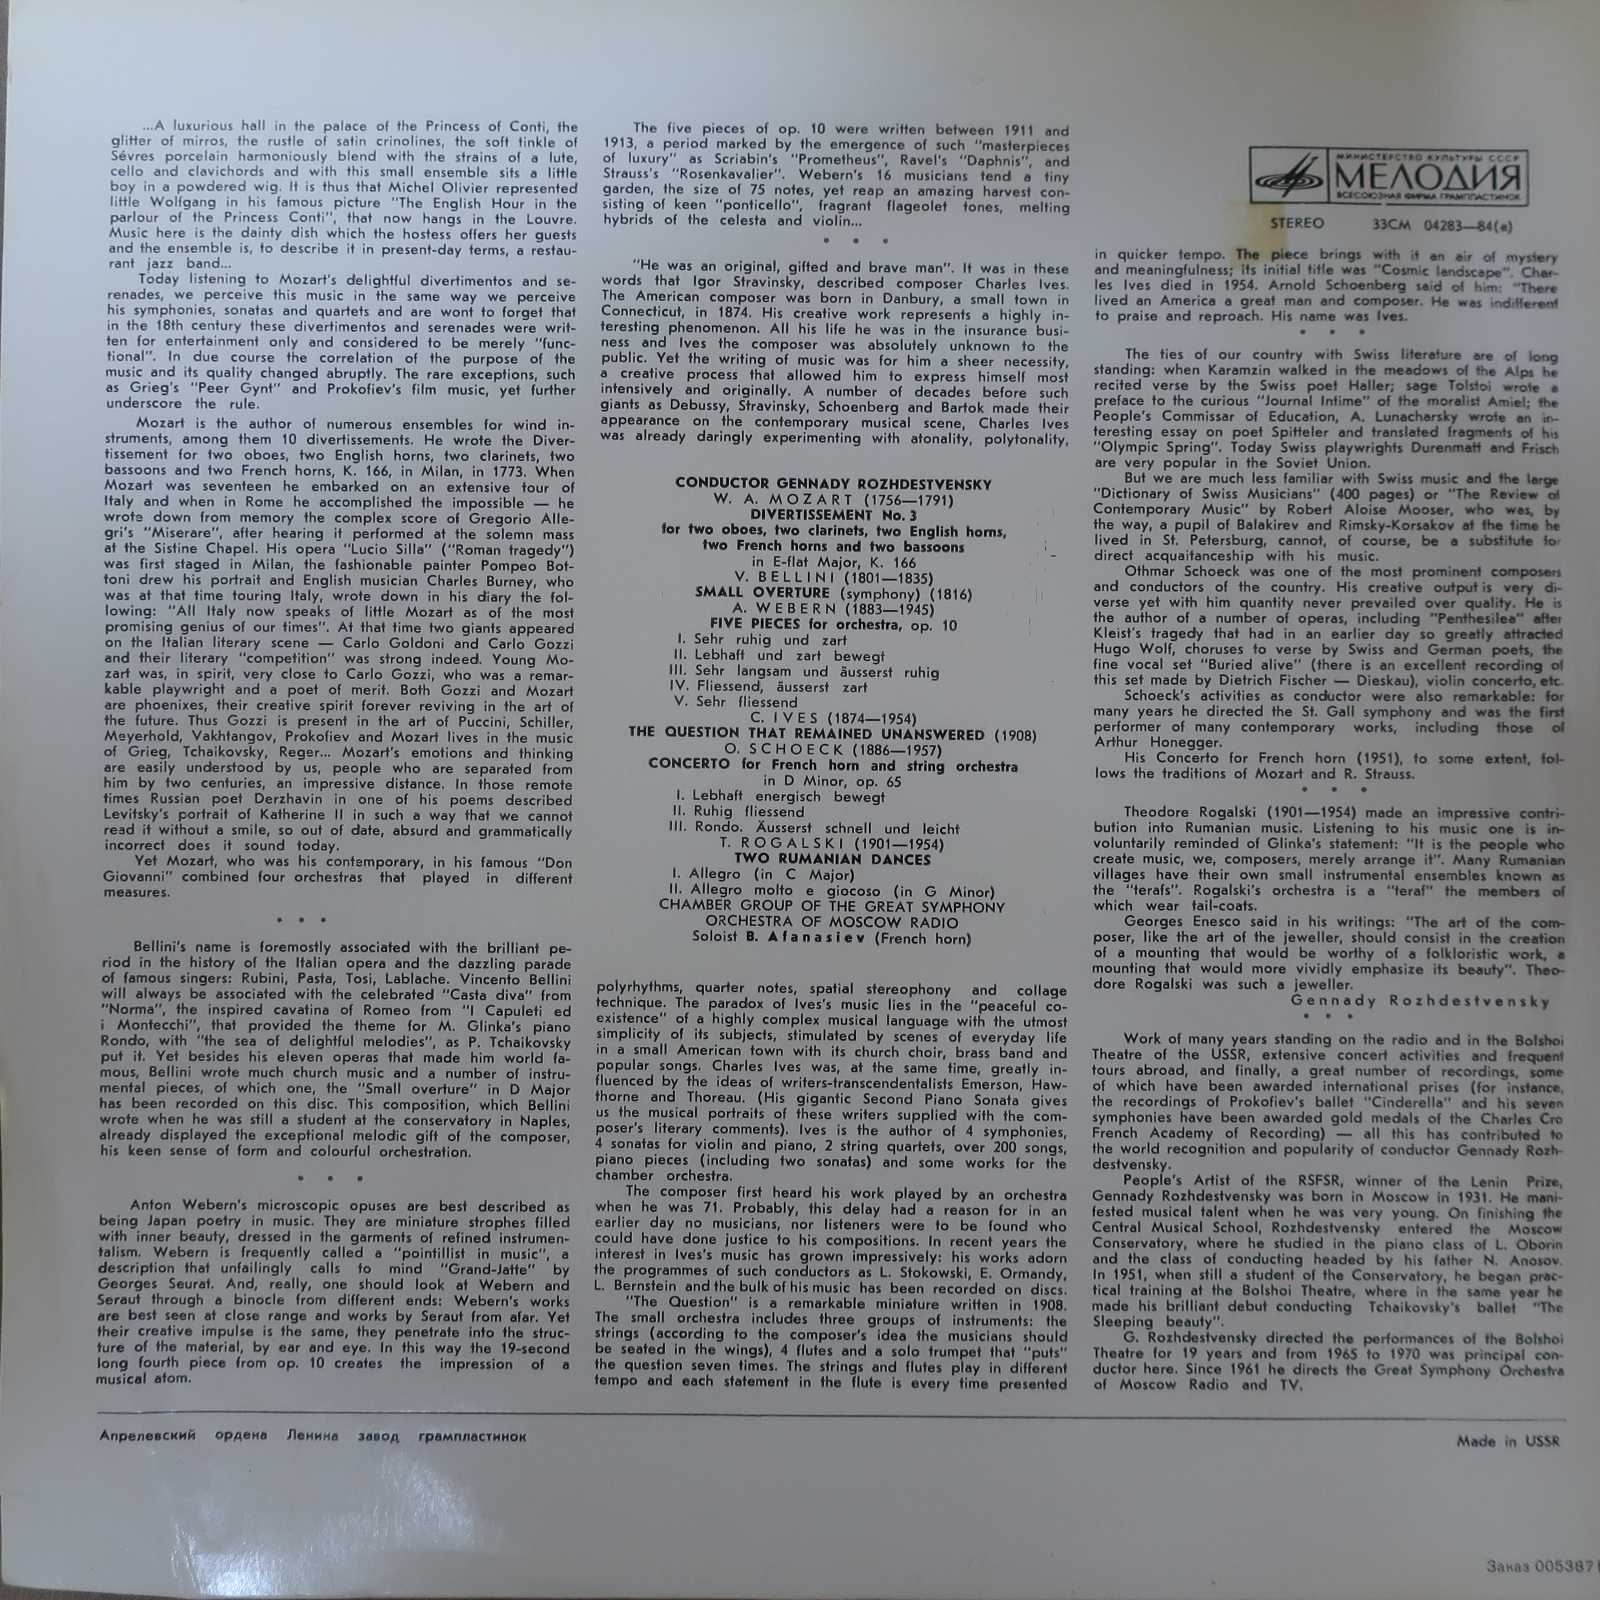 ...A luxurious hall in the palace of the Princess of Conti, the
glitter of mirros, the rustle of satin crinolines, the soft tinkle of
Sévres porcelain harmoniously blend with the strains of a lute,
cello and clavichords and with this small ensemble sits a little
boy in a powdered wig. It is thus that Michel Olivier represented
little Wolfgang in his famous picture "The English Hour in the
parlour of the Princess Conti", that now hangs in the Louvre.
Music here is the dainty dish which the hostess offers her guests
and the ensemble is, to describe it in present-day terms, a restau-
rant jazz band...
Today listening to Mozart's delightful divertimentos and se-
renades, we perceive this music in the same way we perceive
his symphonies, sonatas and quartets and are wont to forget that
in the 18th century these divertimentos and serenades were writ-
ten for entertainment only and considered to be merely "func-
tional". In due course the correlation of the purpose of the
music and its quality changed abruptly. The rare exceptions, such
as Grieg's "Peer Gynt" and Prokofiev's film music, yet further
underscore the rule.
Mozart is the author of numerous ensembles for wind in-
struments, among them 10 divertissements. He wrote the Diver-
tissement for two oboes, two English horns, two clarinets, two
bassoons and two French horns, K. 166, in Milan, in 1773. When
Mozart was seventeen he embarked on an extensive tour of
Italy and when in Rome he accomplished the impossible — he
wrote down from memory the complex score of Gregorio Alle-
gri's "Miserare", after hearing it performed at the solemn mass
at the Sistine Chapel. His opera "Lucio Silla" ("Roman tragedy")
was first staged in Milan, the fashionable painter Pompeo Bot-
toni drew his portrait and English musician Charles Burney, who
was at that time touring Italy, wrote down in his diary the fol-
lowing: "All Italy now speaks of little Mozart as of the most
promising genius of our times". At that time two giants appeared
on the Italian literary scene — Carlo Goldoni and Carlo Gozzi
and their literary "competition" was strong indeed. Young Mo-
zart was, in spirit, very close to Carlo Gozzi, who was a remar-
kable playwright and a poet of merit. Both Gozzi and Mozart
are phoenixes, their creative spirit forever reviving in the art of
the future. Thus Gozzi is present in the art of Puccini, Schiller,
Meyerhold, Vakhtangov, Prokofiev and Mozart lives in the music
of Grieg, Tchaikovsky, Reger... Mozart's emotions and thinking
are easily understood by us, people who are separated from
him by two centuries, an impressive distance. In those remote
times Russian poet Derzhavin in one of his poems described
Levitsky's portrait of Katherine II in such a way that we cannot
read it without a smile, so out of date, absurd and grammatically
incorrect does it sound today.
Yet Mozart, who was his contemporary, in his famous "Don
Giovanni" combined four orchestras that played in different
measures.
• • •
Bellini's name is foremostly associated with the brilliant pe-
riod in the history of the Italian opera and the dazzling parade
of famous singers: Rubini, Pasta, Tosi, Lablache. Vincento Bellini
will always be associated with the celebrated "Casta diva" from
"Norma", the inspired cavatina of Romeo from "I Capuleti ed
i Montecchi", that provided the theme for M. Glinka's piano
Rondo, with "the sea of delightful melodies", as P. Tchaikovsky
put it. Yet besides his eleven operas that made him world fa-
mous, Bellini wrote much church music and a number of instru-
mental pieces, of which one, the "Small overture" in D Major
has been recorded on this disc. This composition, which Bellini
wrote when he was still a student at the conservatory in Naples,
already displayed the exceptional melodic gift of the composer,
his keen sense of form and colourful orchestration.
• • •
Anton Webern's microscopic opuses are best described as
being Japan poetry in music. They are miniature strophes filled
with inner beauty, dressed in the garments of refined instrumen-
talism. Webern is frequently called a "pointillist in music", a
description that unfailingly calls to mind "Grand-Jatte" by
Georges Seurat. And, really, one should look at Webern and
Seraut through a binocle from different ends: Webern's works
are best seen at close range and works by Seraut from afar. Yet
their creative impulse is the same, they penetrate into the struc-
ture of the material, by ear and eye. In this way the 19-second
long fourth piece from op. 10 creates the impression of a
musical atom.
The five pieces of op. 10 were written between 1911 and
1913, a period marked by the emergence of such "masterpieces
of luxury" as Scriabin's "Prometheus", Ravel's "Daphnis", and
Strauss's "Rosenkavalier". Webern's 16 musicians tend a tiny
garden, the size of 75 notes, yet reap an amazing harvest con-
sisting of keen "ponticello", fragrant flageolet tones, melting
hybrids of the celesta and violin...
• • •
"He was an original, gifted and brave man". It was in these
words that Igor Stravinsky, described composer Charles Ives.
The American composer was born in Danbury, a small town in
Connecticut, in 1874. His creative work represents a highly in-
teresting phenomenon. All his life he was in the insurance busi-
ness and Ives the composer was absolutely unknown to the
public. Yet the writing of music was for him a sheer necessity,
a creative process that allowed him to express himself most
intensively and originally. A number of decades before such
giants as Debussy, Stravinsky, Schoenberg and Bartok made their
appearance on the contemporary musical scene, Charles Ives
was already daringly experimenting with atonality, polytonality,
CONDUCTOR GENNADY ROZHDESTVENSKY
W. A. MOZART (1756—1791)
DIVERTISSEMENT No. 3
for two oboes, two clarinets, two English horns,
two French horns and two bassoons
in E-flat Major, K. 166
V. BELLINI (1801—1835)
SMALL OVERTURE (symphony) (1816)
A. WEBERN (1883—1945)
FIVE PIECES for orchestra, op. 10
I. Sehr ruhig und zart
II. Lebhaft und zart bewegt
III. Sehr langsam und äusserst ruhig
IV. Fliessend, äusserst zart
V. Sehr fliessend
C. IVES (1874—1954)
THE QUESTION THAT REMAINED UNANSWERED (1908)
O. SCHOECK (1886—1957)
CONCERTO for French horn and string orchestra
in D Minor, op. 65
I. Lebhaft energisch bewegt
II. Ruhig fliessend
III. Rondo. Äusserst schnell und leicht
T. ROGALSKI (1901—1954)
TWO RUMANIAN DANCES
I. Allegro (in C Major)
II. Allegro molto e giocoso (in G Minor)
CHAMBER GROUP OF THE GREAT SYMPHONY
ORCHESTRA OF MOSCOW RADIO
Soloist B. Afanasiev (French horn)
polyrhythms, quarter notes, spatial stereophony and collage
technique. The paradox of Ives's music lies in the "peaceful co-
existence" of a highly complex musical language with the utmost
simplicity of its subjects, stimulated by scenes of everyday life
in a small American town with its church choir, brass band and
popular songs. Charles Ives was, at the same time, greatly in-
fluenced by the ideas of writers-transcendentalists Emerson, Haw-
thorne and Thoreau. (His gigantic Second Piano Sonata gives
us the musical portraits of these writers supplied with the com-
poser's literary comments). Ives is the author of 4 symphonies,
4 sonatas for violin and piano, 2 string quartets, over 200 songs,
piano pieces (including two sonatas) and some works for the
chamber orchestra.
The composer first heard his work played by an orchestra
when he was 71. Probably, this delay had a reason for in an
earlier day no musicians, nor listeners were to be found who
could have done justice to his compositions. In recent years the
interest in Ives's music has grown impressively: his works adorn
the programmes of such conductors as L. Stokowski, E. Ormandy,
L. Bernstein and the bulk of his music has been recorded on discs.
"The Question" is a remarkable miniature written in 1908.
The small orchestra includes three groups of instruments: the
strings (according to the composer's idea the musicians should
be seated in the wings), 4 flutes and a solo trumpet that "puts"
the question seven times. The strings and flutes play in different
tempo and each statement in the flute is every time presented
МИНИСТЕРСТВО КУЛЬТУРЫ СССР
МЕЛОДИЯ
ВСЕСОЮЗНАЯ ФИРМА ГРАМПЛАСТИНОК
STEREO 33СМ 04283—84(а)
in quicker tempo. The piece brings with it an air of mystery
and meaningfulness; its initial title was "Cosmic landscape". Char-
les Ives died in 1954. Arnold Schoenberg said of him: "There
lived an America a great man and composer. He was indifferent
to praise and reproach. His name was Ives.
• • •
The ties of our country with Swiss literature are of long
standing: when Karamzin walked in the meadows of the Alps he
recited verse by the Swiss poet Haller; sage Tolstoi wrote a
preface to the curious "Journal Intime" of the moralist Amiel; the
People's Commissar of Education, A. Lunacharsky wrote an in-
teresting essay on poet Spitteler and translated fragments of his
"Olympic Spring". Today Swiss playwrights Durenmatt and Frisch
are very popular in the Soviet Union.
But we are much less familiar with Swiss music and the large
"Dictionary of Swiss Musicians" (400 pages) or "The Review of
Contemporary Music" by Robert Aloise Mooser, who was, by
the way, a pupil of Balakirev and Rimsky-Korsakov at the time he
lived in St. Petersburg, cannot, of course, be a substitute for
direct acquaitanceship with his music.
Othmar Schoeck was one of the most prominent composers
and conductors of the country. His creative output is very di-
verse yet with him quantity never prevailed over quality. He is
the author of a number of operas, including "Penthesilea" after
Kleist's tragedy that had in an earlier day so greatly attracted
Hugo Wolf, choruses to verse by Swiss and German poets, the
fine vocal set "Buried alive" (there is an excellent recording of
this set made by Dietrich Fischer — Dieskau), violin concerto, etc.
Schoeck's activities as conductor were also remarkable: for
many years he directed the St. Gall symphony and was the first
performer of many contemporary works, including those of
Arthur Honegger.
His Concerto for French horn (1951), to some extent, fol-
lows the traditions of Mozart and R. Strauss.
• • •
Theodore Rogalski (1901—1954) made an impressive contri-
bution into Rumanian music. Listening to his music one is in-
voluntarily reminded of Glinka's statement: "It is the people who
create music, we, composers, merely arrange it". Many Rumanian
villages have their own small instrumental ensembles known as
the "terafs". Rogalski's orchestra is a "teraf" the members of
which wear tail-coats.
Georges Enesco said in his writings: "The art of the com-
poser, like the art of the jeweller, should consist in the creation
of a mounting that would be worthy of a folkloristic work, a
mounting that would more vividly emphasize its beauty". Theo-
dore Rogalski was such a jeweller.
Gennady Rozhdestvensky
• • •
Work of many years standing on the radio and in the Bolshoi
Theatre of the USSR, extensive concert activities and frequent
tours abroad, and finally, a great number of recordings, some
of which have been awarded international prises (for instance,
the recordings of Prokofiev's ballet "Cinderella" and his seven
symphonies have been awarded gold medals of the Charles Cro
French Academy of Recording) — all this has contributed to
the world recognition and popularity of conductor Gennady Rozh-
destvensky.
People's Artist of the RSFSR, winner of the Lenin Prize,
Gennady Rozhdestvensky was born in Moscow in 1931. He mani-
fested musical talent when he was very young. On finishing the
Central Musical School, Rozhdestvensky entered the Moscow
Conservatory, where he studied in the piano class of L. Oborin
and the class of conducting headed by his father N. Anosov.
In 1951, when still a student of the Conservatory, he began prac-
tical training at the Bolshoi Theatre, where in the same year he
made his brilliant debut conducting Tchaikovsky's ballet "The
Sleeping beauty".
G. Rozhdestvensky directed the performances of the Bolshoi
Theatre for 19 years and from 1965 to 1970 was principal con-
ductor here. Since 1961 he directs the Great Symphony Orchestra
of Moscow Radio and TV.
Апрелевский ордена Ленина завод грампластинок
Made in USSR
Заказ 005387